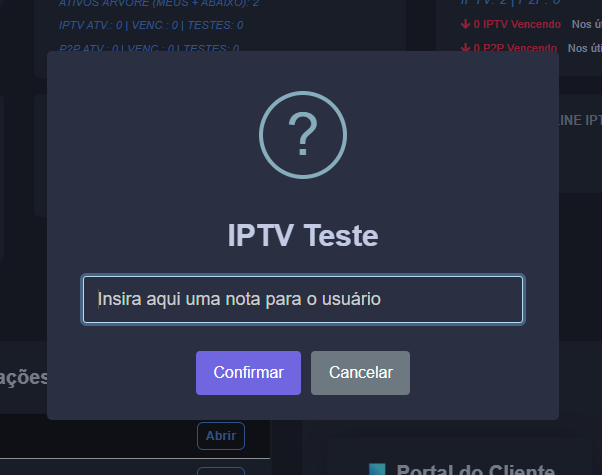 ATIVOS ÁRVORE (MEUS + ABAIXO): 2
IPTV: 2 | P2P: 0
IPTV ATV.: 0 | VENC.: 0 | TESTES: 0
0 IPTV Vencendo Nos úl
P2P ATV.: 0 | VENC.: 0 | TESTES: 0
0 P2P Vencendo Nos úti
LINE IPT
?
IPTV Teste
Insira aqui uma nota para o usuário
Confirmar
Cancelar
ações
Abrir
Portal do Cliente